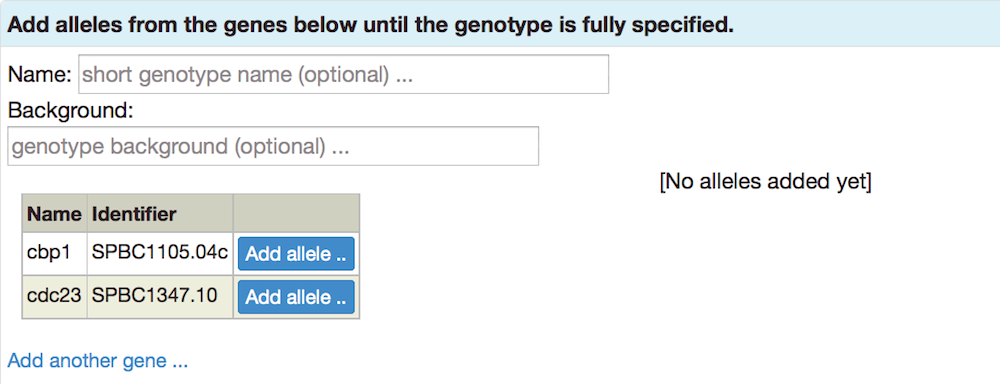 Add alleles from the genes below until the genotype is fully specified.
Name: short genotype name (optional) ...
Background:
genotype background (optional) ...
[No alleles added yet]
Name Identifier
cbp1 SPBC1105.04c Add allele ..
cdc23 SPBC1347.10 Add allele ..
Add another gene ...